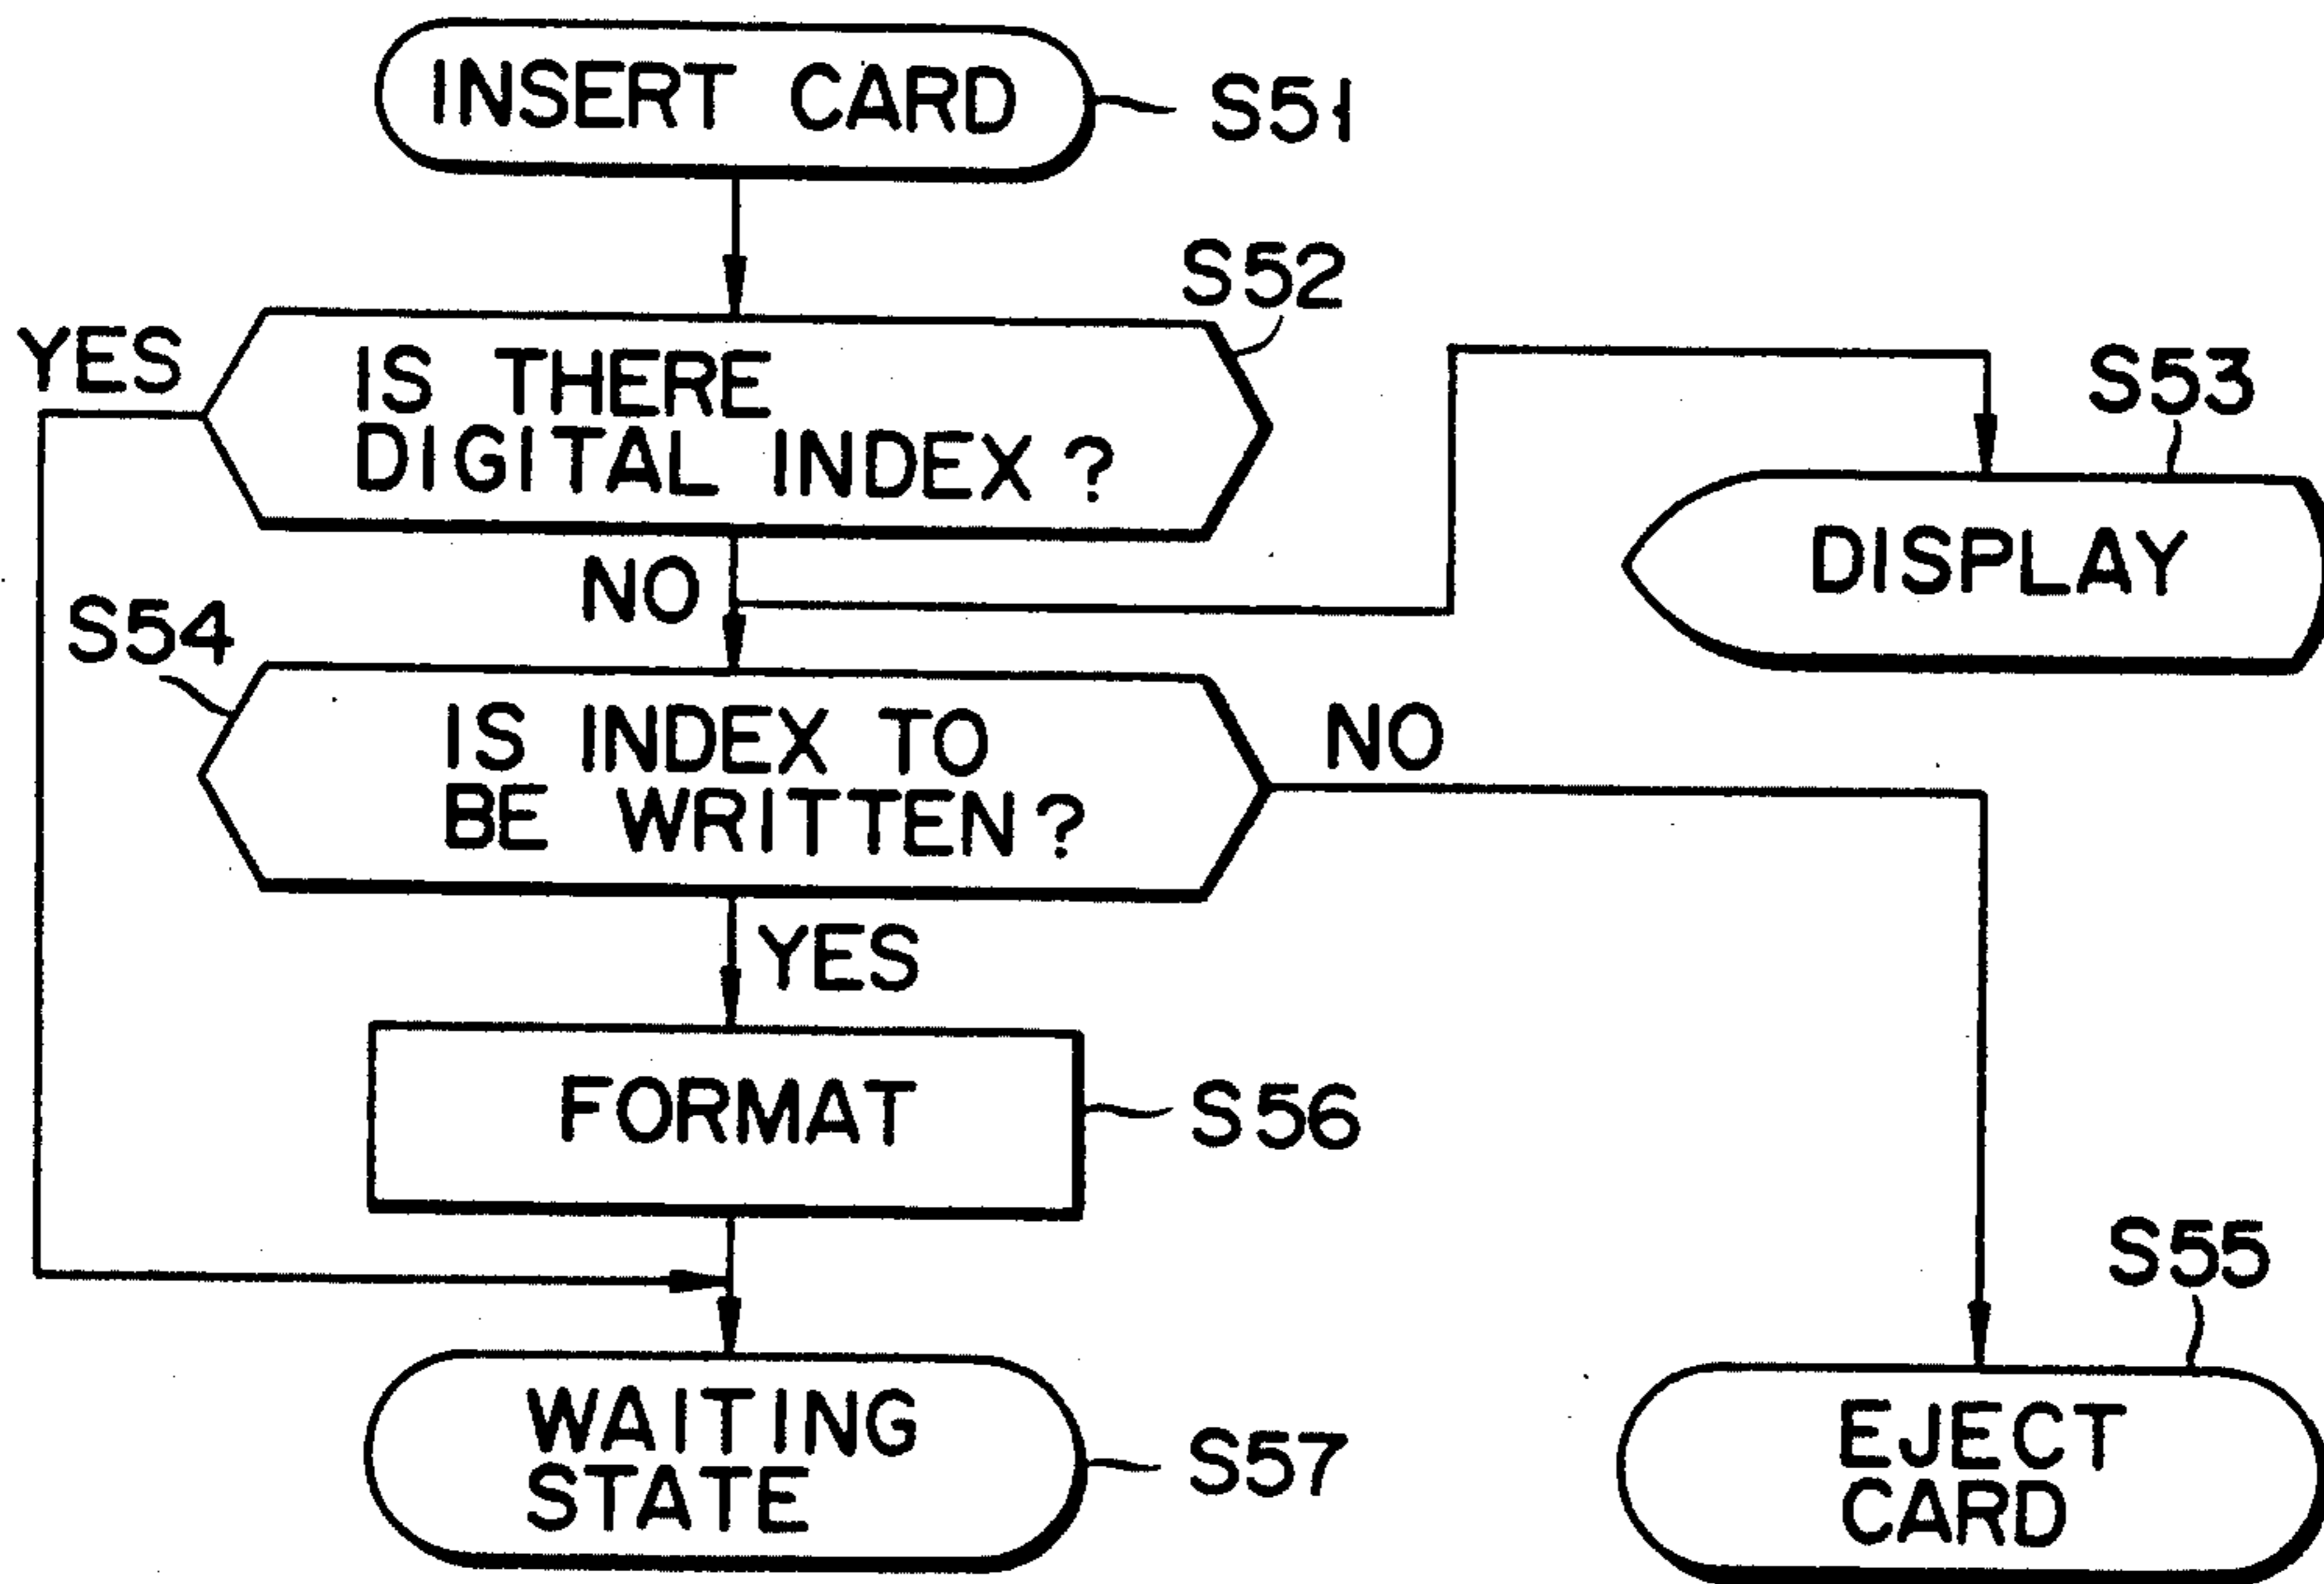 INSERT CARD
S51
S52
YES
IS THERE
DIGITAL INDEX?
S53
DISPLAY
NO
S54
IS INDEX TO
BE WRITTEN?
NO
YES
FORMAT
S56
S55
WAITING
STATE
S57
EJECT
CARD